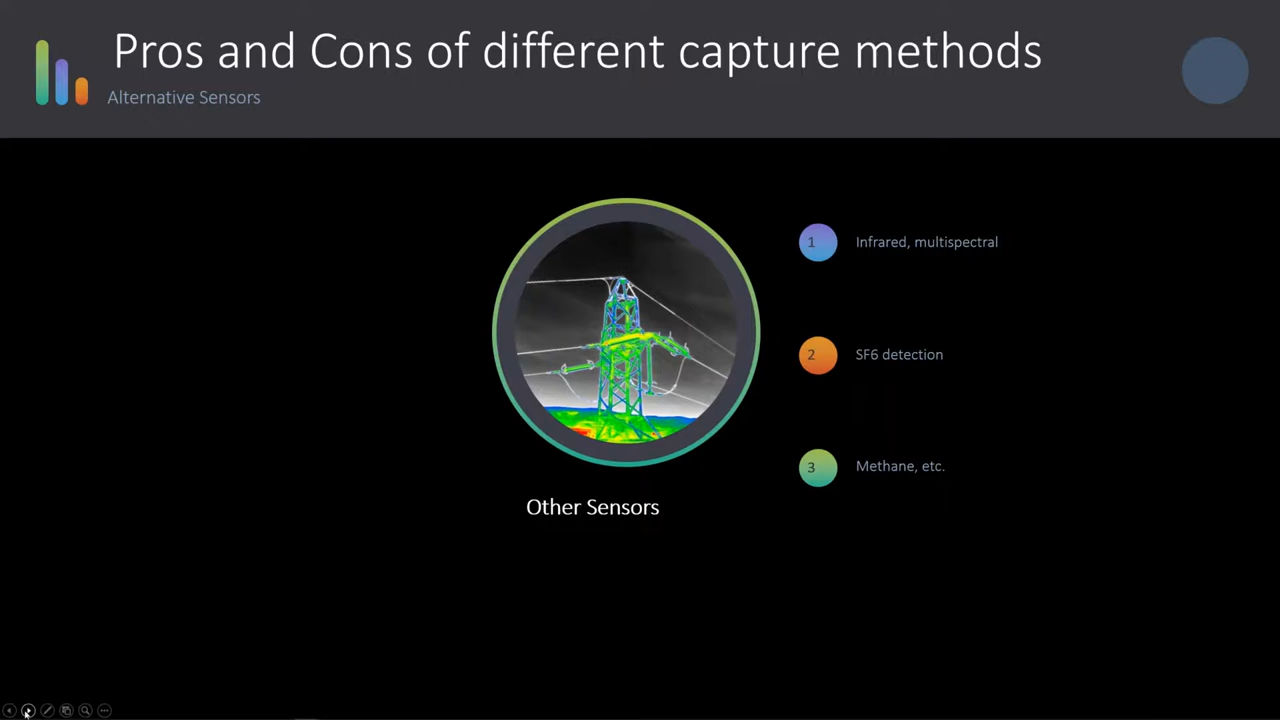 Pros and Cons of different capture methods
Alternative Sensors
1 Infrared, multispectral
2 SF6 detection
3 Methane, etc.
Other Sensors